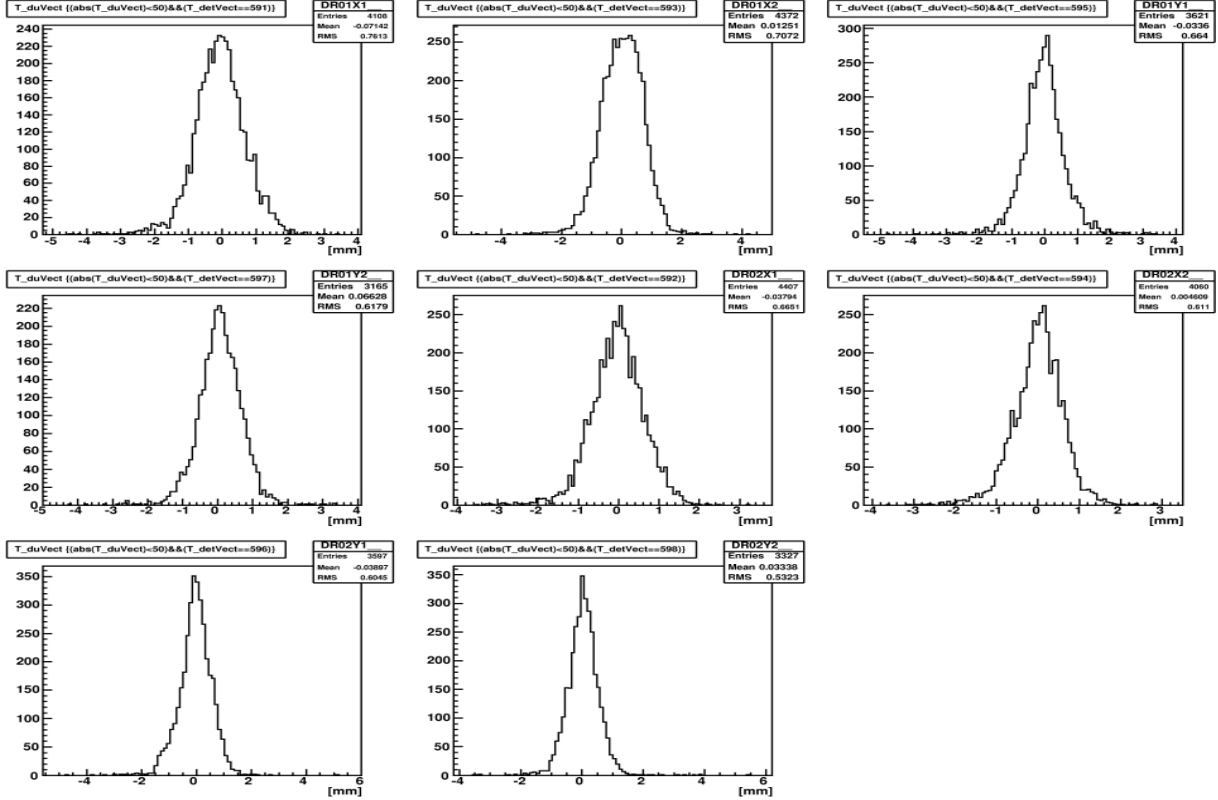 T_duVect {(abs(T_duVect)<50)&&(T_detVect==591)}
DR01X1__
Entries 4108
Mean -0.07142
RMS 0.7613
240
220
200
180
160
140
120
100
80
60
40
20
0
-5 -4 -3 -2 -1 0 1 2 3 4
[mm]
T_duVect {(abs(T_duVect)<50)&&(T_detVect==593)}
DR01X2__
Entries 4372
Mean 0.01251
RMS 0.7072
250
200
150
100
50
0
-4 -2 0 2 4
[mm]
T_duVect {(abs(T_duVect)<50)&&(T_detVect==595)}
DR01Y1__
Entries 3621
Mean -0.0336
RMS 0.664
300
250
200
150
100
50
0
-5 -4 -3 -2 -1 0 1 2 3 4
[mm]
T_duVect {(abs(T_duVect)<50)&&(T_detVect==597)}
DR01Y2__
Entries 3165
Mean 0.06628
RMS 0.6179
220
200
180
160
140
120
100
80
60
40
20
0
-5 -4 -3 -2 -1 0 1 2 3 4
[mm]
T_duVect {(abs(T_duVect)<50)&&(T_detVect==592)}
DR02X1__
Entries 4407
Mean -0.03794
RMS 0.6651
250
200
150
100
50
0
-4 -3 -2 -1 0 1 2 3
[mm]
T_duVect {(abs(T_duVect)<50)&&(T_detVect==594)}
DR02X2__
Entries 4060
Mean 0.004609
RMS 0.611
250
200
150
100
50
0
-4 -3 -2 -1 0 1 2 3
[mm]
T_duVect {(abs(T_duVect)<50)&&(T_detVect==596)}
DR02Y1__
Entries 3597
Mean -0.03897
RMS 0.6045
350
300
250
200
150
100
50
0
-4 -2 0 2 4 6
[mm]
T_duVect {(abs(T_duVect)<50)&&(T_detVect==598)}
DR02Y2__
Entries 3327
Mean 0.03338
RMS 0.5323
350
300
250
200
150
100
50
0
-4 -2 0 2 4 6
[mm]